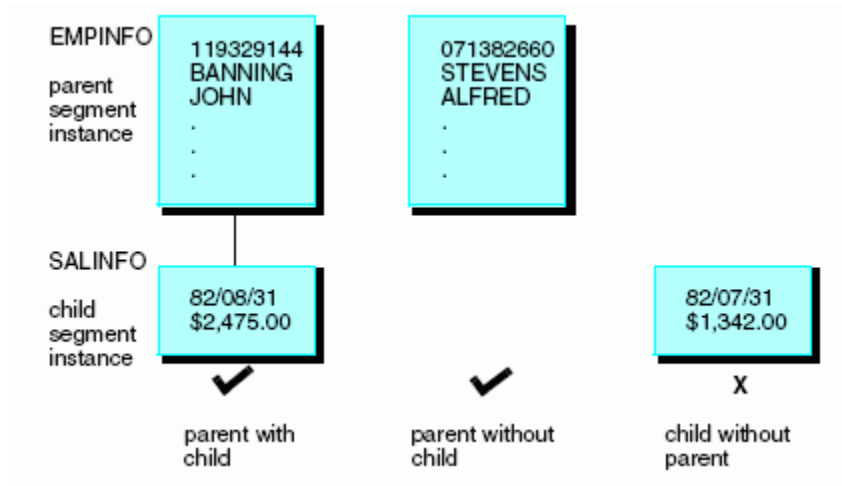 EMPINFO
parent
segment
instance
119329144
BANNING
JOHN
.
.
.
071382660
STEVENS
ALFRED
.
.
.
SALINFO
child
segment
instance
82/08/31
$2,475.00
82/07/31
$1,342.00
X
parent with
child
parent without
child
child without
parent